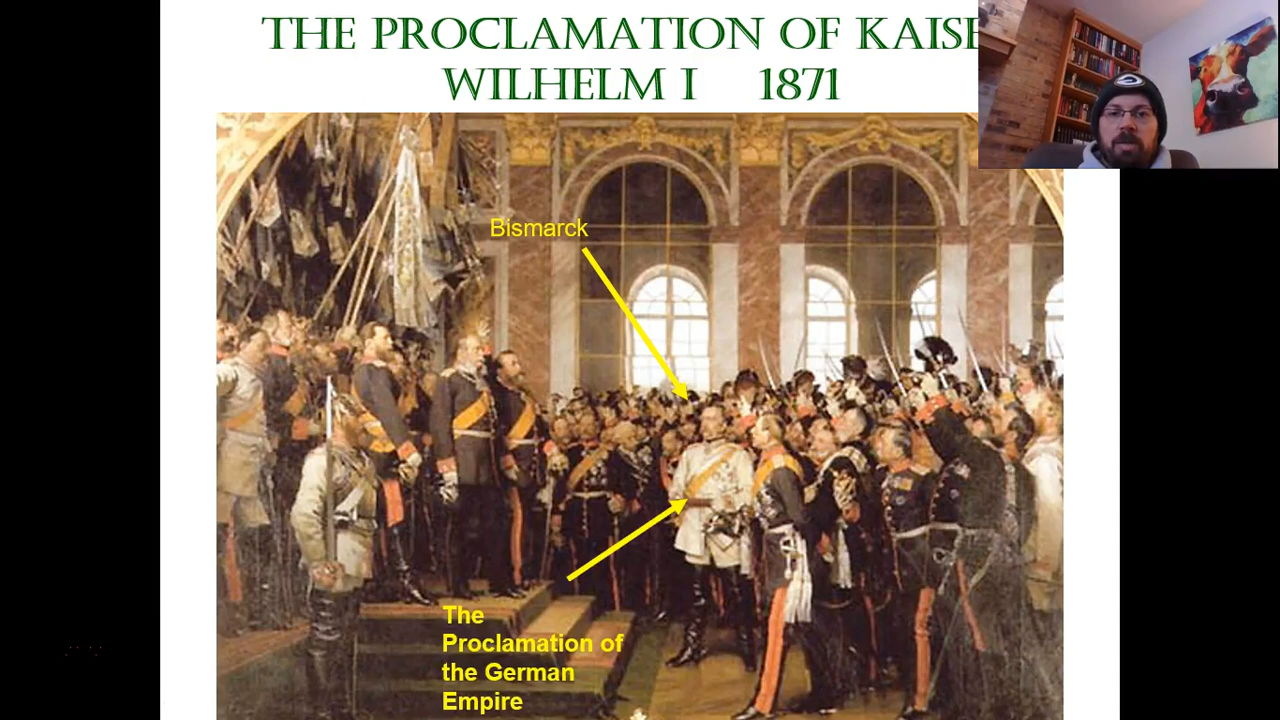 THE PROCLAMATION OF KAISE
WILHELM I 1871
Bismarck
The
Proclamation of
the German
Empire